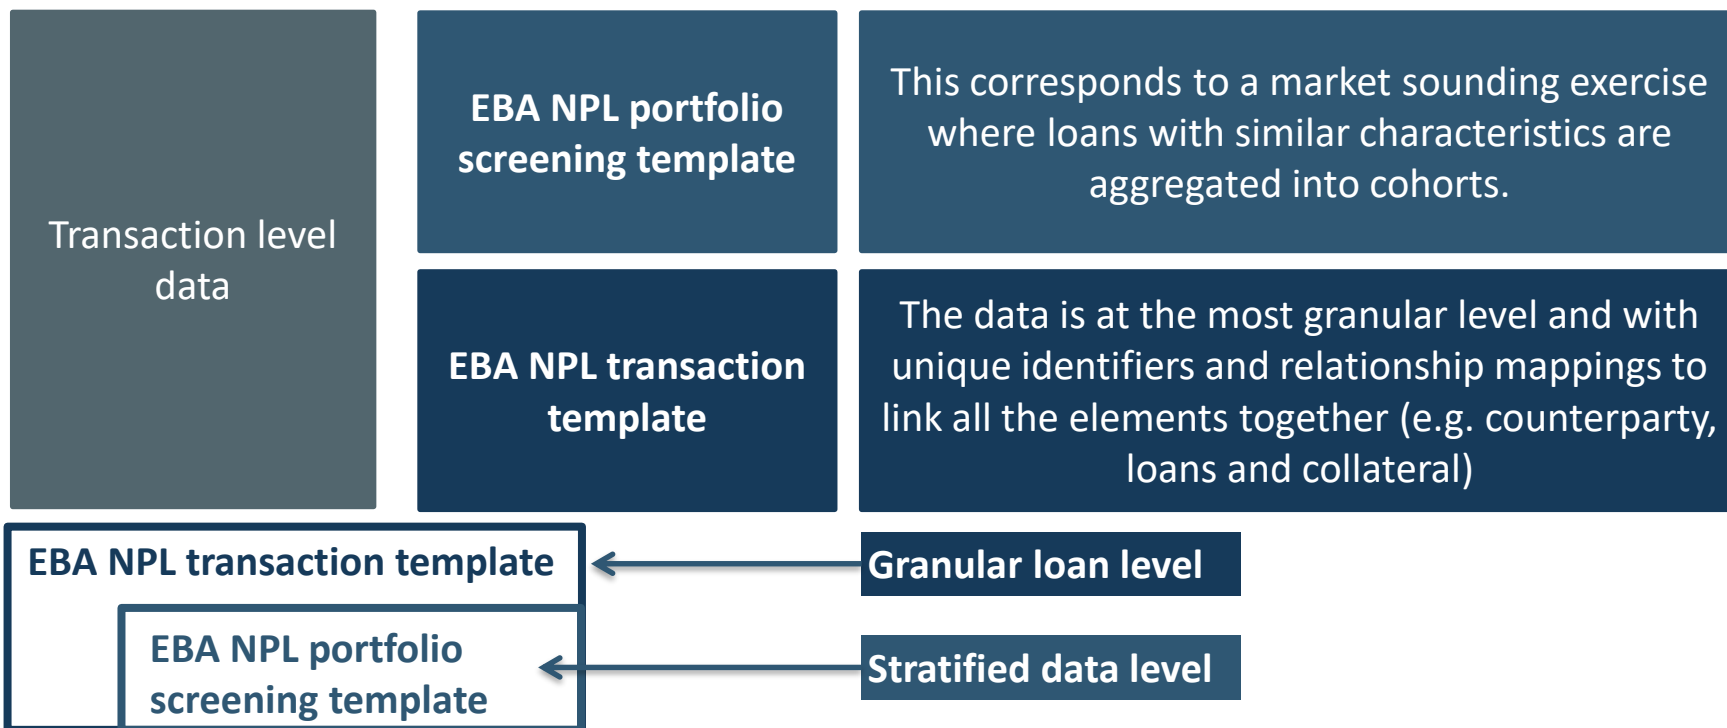 Transaction level
data
EBA NPL portfolio
screening template
This corresponds to a market sounding exercise
where loans with similar characteristics are
aggregated into cohorts.
EBA NPL transaction
template
The data is at the most granular level and with
unique identifiers and relationship mappings to
link all the elements together (e.g. counterparty,
loans and collateral)
EBA NPL transaction template
Granular loan level
EBA NPL portfolio
screening template
Stratified data level